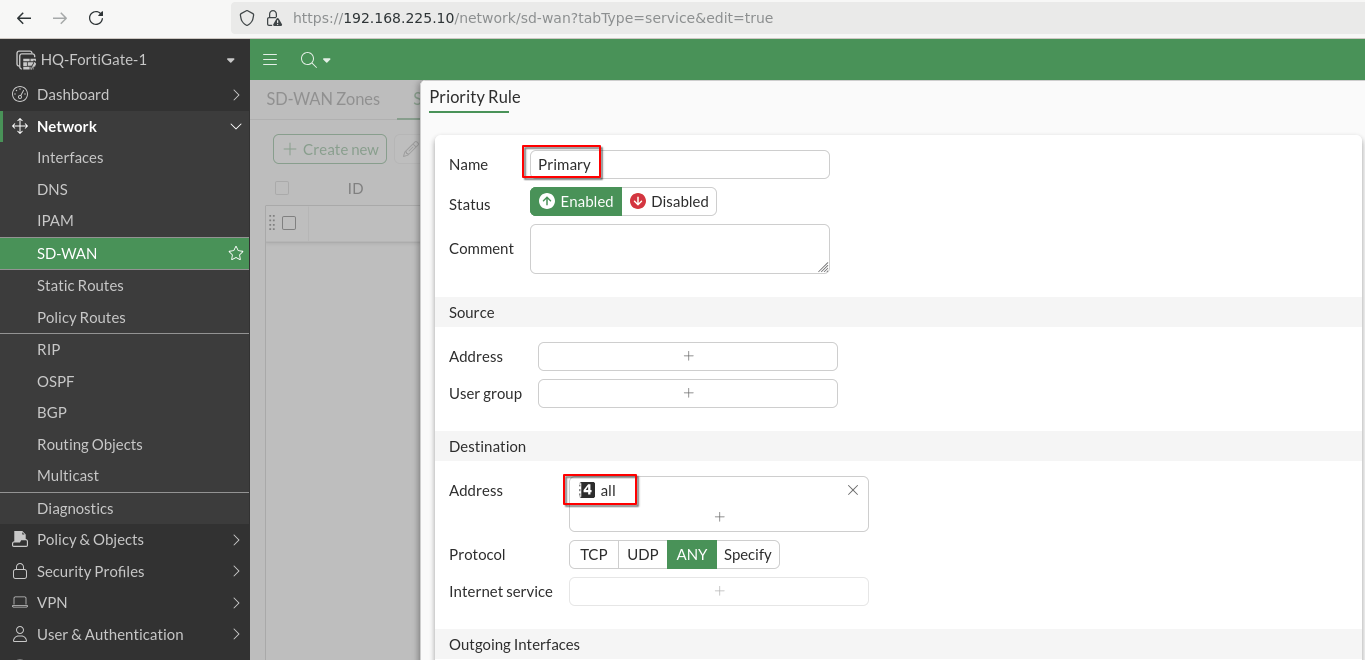 https://192.168.225.10/network/sd-wan?tabType=service&edit=true
HQ-FortiGate-1
Dashboard
Network
Interfaces
DNS
IPAM
SD-WAN
Static Routes
Policy Routes
RIP
OSPF
BGP
Routing Objects
Multicast
Diagnostics
Policy & Objects
Security Profiles
VPN
User & Authentication
SD-WAN Zones S
+ Create new
ID
Priority Rule
Name Primary
Status Enabled Disabled
Comment
Source
Address +
User group +
Destination
Address 4 all
+
Protocol TCP UDP ANY Specify
Internet service +
Outgoing Interfaces